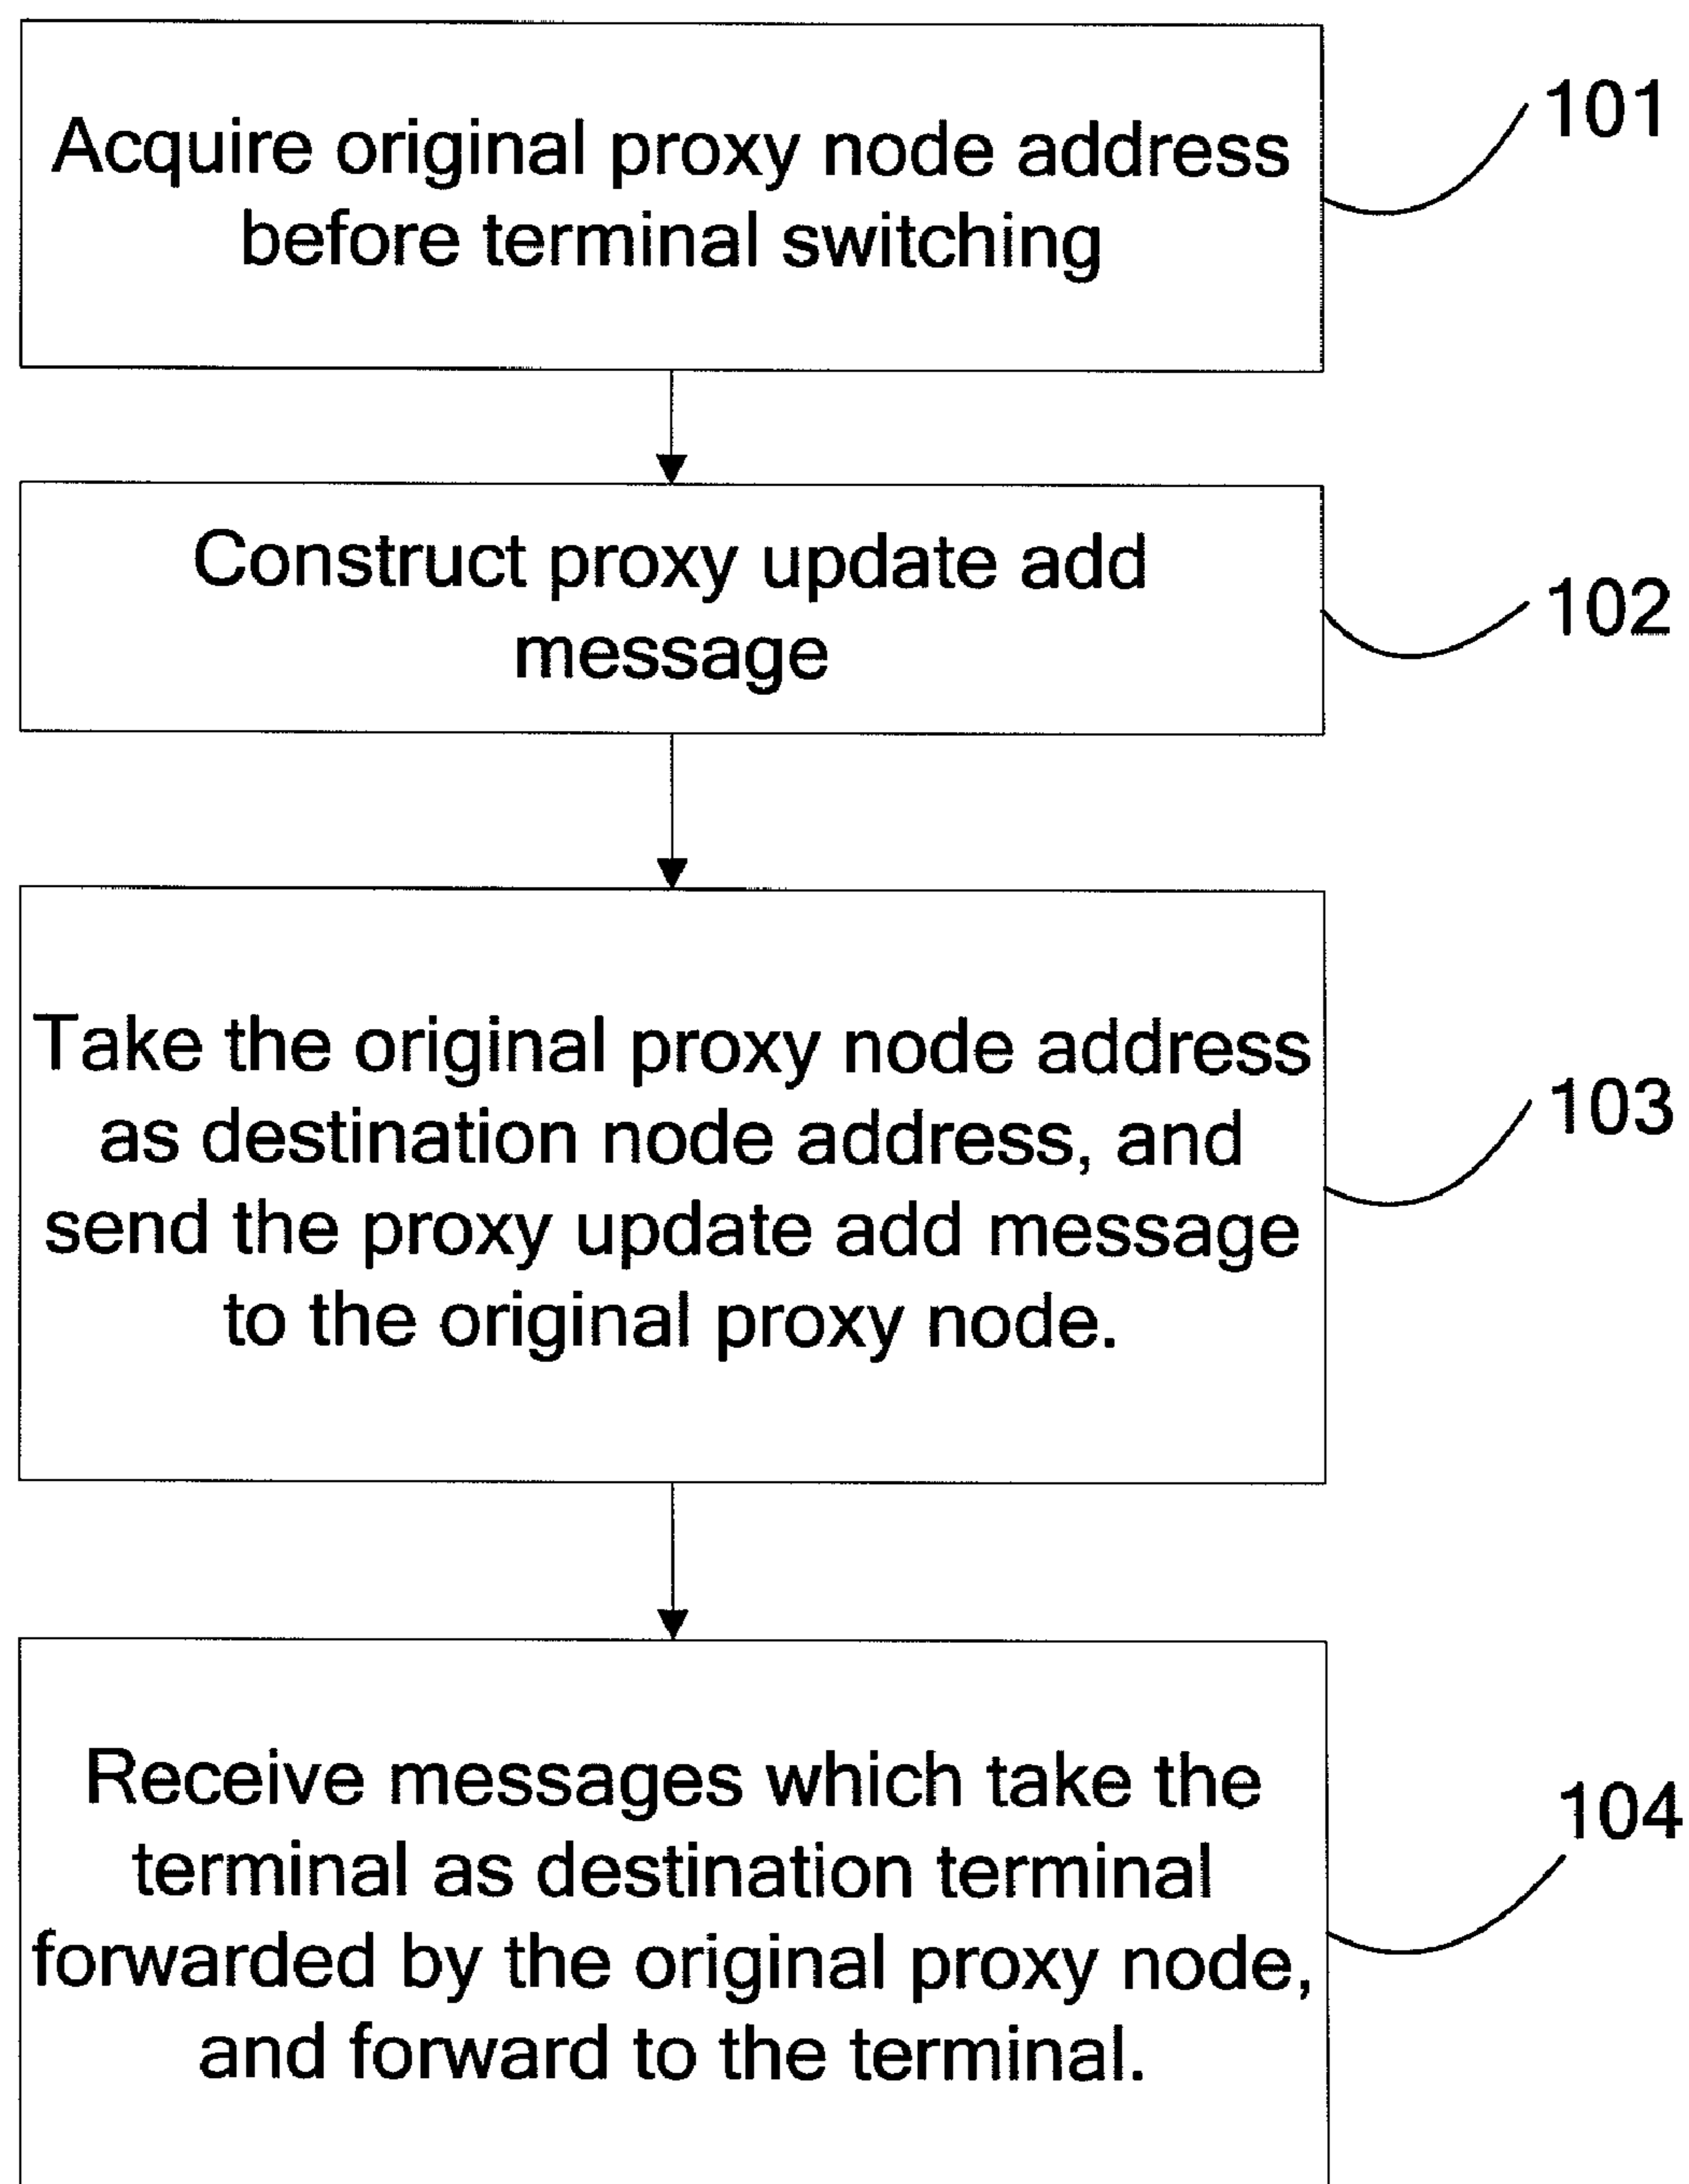 Acquire original proxy node address
before terminal switching
101
Construct proxy update add
message
102
Take the original proxy node address
as destination node address, and
send the proxy update add message
to the original proxy node.
103
Receive messages which take the
terminal as destination terminal
forwarded by the original proxy node,
and forward to the terminal.
104